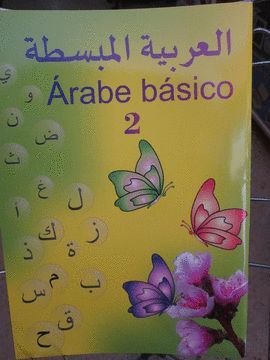 العربية المبسطة
Árabe básico
2
ي
و
ن
ض
ث
غ
أ
ل
ك
ز
ذ
ة
م
س
ب
ق
ح